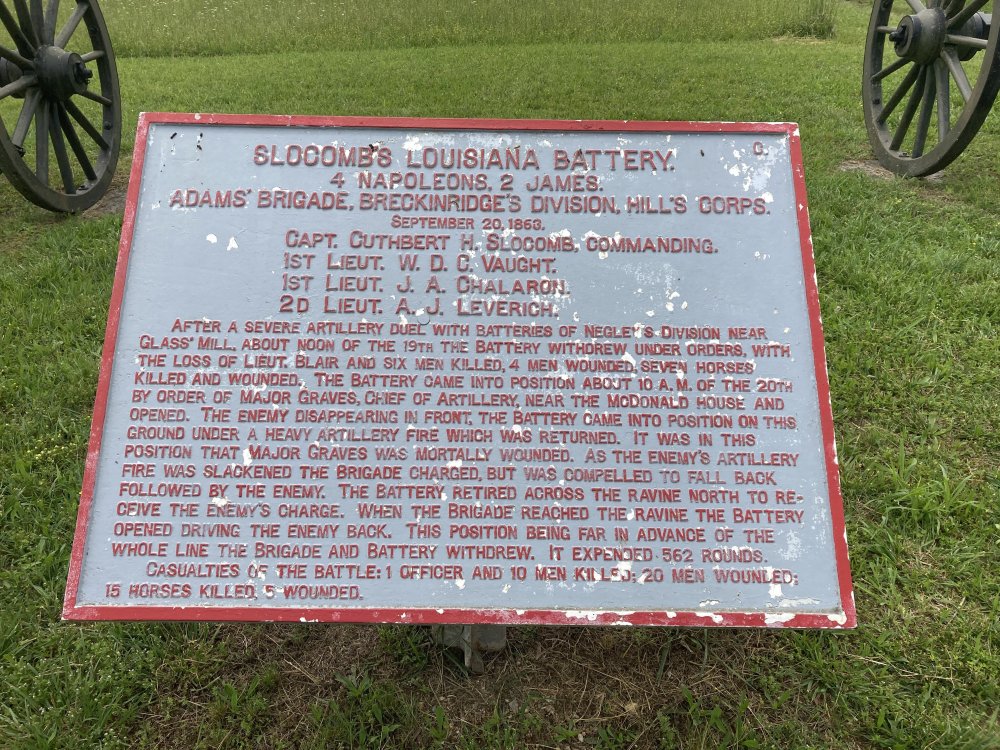 C.
SLOCOMB'S LOUISIANA BATTERY.
4 NAPOLEONS, 2 JAMES.
ADAMS' BRIGADE, BRECKINRIDGE'S DIVISION, HILL'S CORPS.
SEPTEMBER 20, 1863.
CAPT. CUTHBERT H. SLOCOMB, COMMANDING.
1ST LIEUT. W. D. C. VAUGHT.
1ST LIEUT. J. A. CHALARON.
2D LIEUT. A. J. LEVERICH.
AFTER A SEVERE ARTILLERY DUEL WITH BATTERIES OF NEGLEY'S DIVISION NEAR
GLASS' MILL, ABOUT NOON OF THE 19TH THE BATTERY WITHDREW UNDER ORDERS, WITH
THE LOSS OF LIEUT. BLAIR AND SIX MEN KILLED, 4 MEN WOUNDED, SEVEN HORSES
KILLED AND WOUNDED. THE BATTERY CAME INTO POSITION ABOUT 10 A.M. OF THE 20TH
BY ORDER OF MAJOR GRAVES, CHIEF OF ARTILLERY, NEAR THE MCDONALD HOUSE AND
OPENED. THE ENEMY DISAPPEARING IN FRONT, THE BATTERY CAME INTO POSITION ON THIS
GROUND UNDER A HEAVY ARTILLERY FIRE WHICH WAS RETURNED. IT WAS IN THIS
POSITION THAT MAJOR GRAVES WAS MORTALLY WOUNDED. AS THE ENEMY'S ARTILLERY
FIRE WAS SLACKENED THE BRIGADE CHARGED, BUT WAS COMPELLED TO FALL BACK
FOLLOWED BY THE ENEMY. THE BATTERY RETIRED ACROSS THE RAVINE NORTH TO RE-
CEIVE THE ENEMY'S CHARGE. WHEN THE BRIGADE REACHED THE RAVINE THE BATTERY
OPENED DRIVING THE ENEMY BACK. THIS POSITION BEING FAR IN ADVANCE OF THE
WHOLE LINE THE BRIGADE AND BATTERY WITHDREW. IT EXPENDED 562 ROUNDS.
CASUALTIES OF THE BATTLE: 1 OFFICER AND 10 MEN KILLED; 20 MEN WOUNDED;
15 HORSES KILLED, 5 WOUNDED.